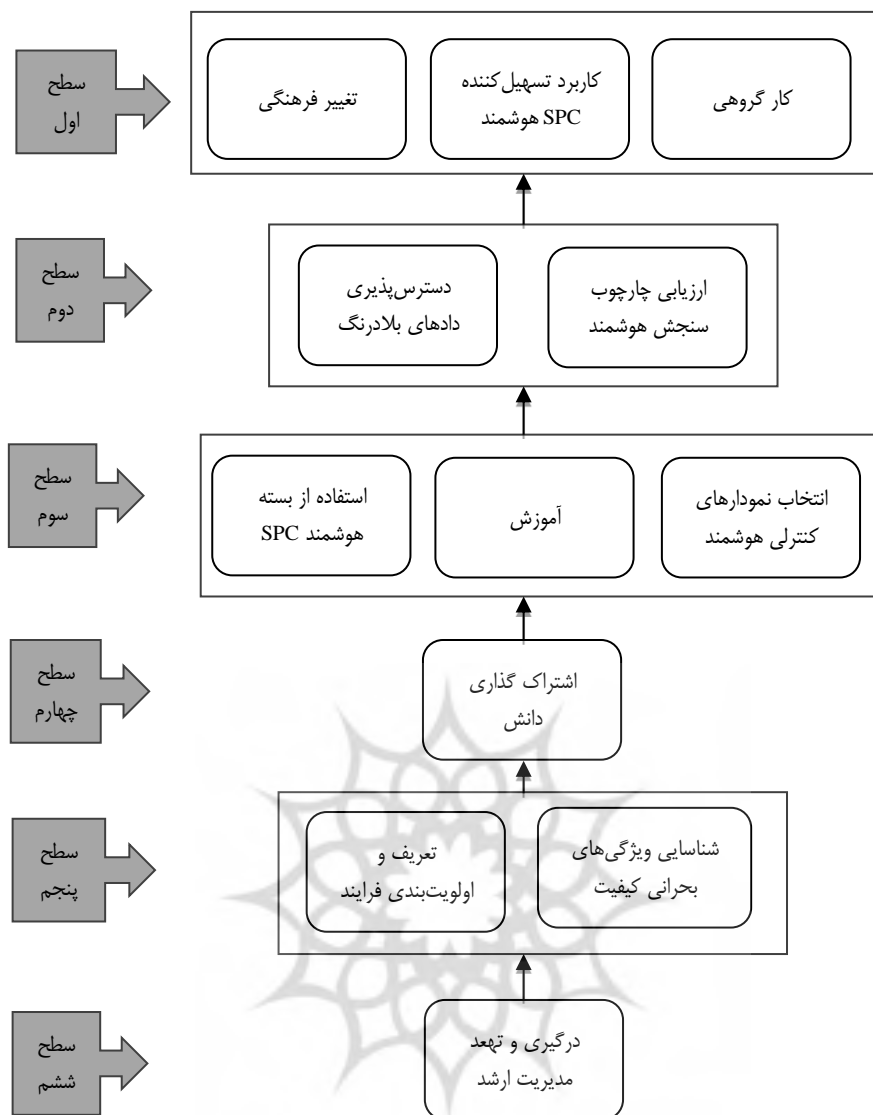 سطح
اول
کار گروهی
کاربرد تسهیل‌کننده
SPC هوشمند
تغییر فرهنگی
سطح
دوم
ارزیابی چارچوب
سنجش هوشمند
دسترس‌پذیری
دادهای بلادرنگ
سطح
سوم
انتخاب نمودارهای
کنترلی هوشمند
آموزش
استفاده از بسته
هوشمند SPC
سطح
چهارم
اشتراک گذاری
دانش
سطح
پنجم
شناسایی ویژگی‌های
بحرانی کیفیت
تعریف و
اولویت‌بندی فرایند
سطح
ششم
درگیری و تهعد
مدیریت ارشد